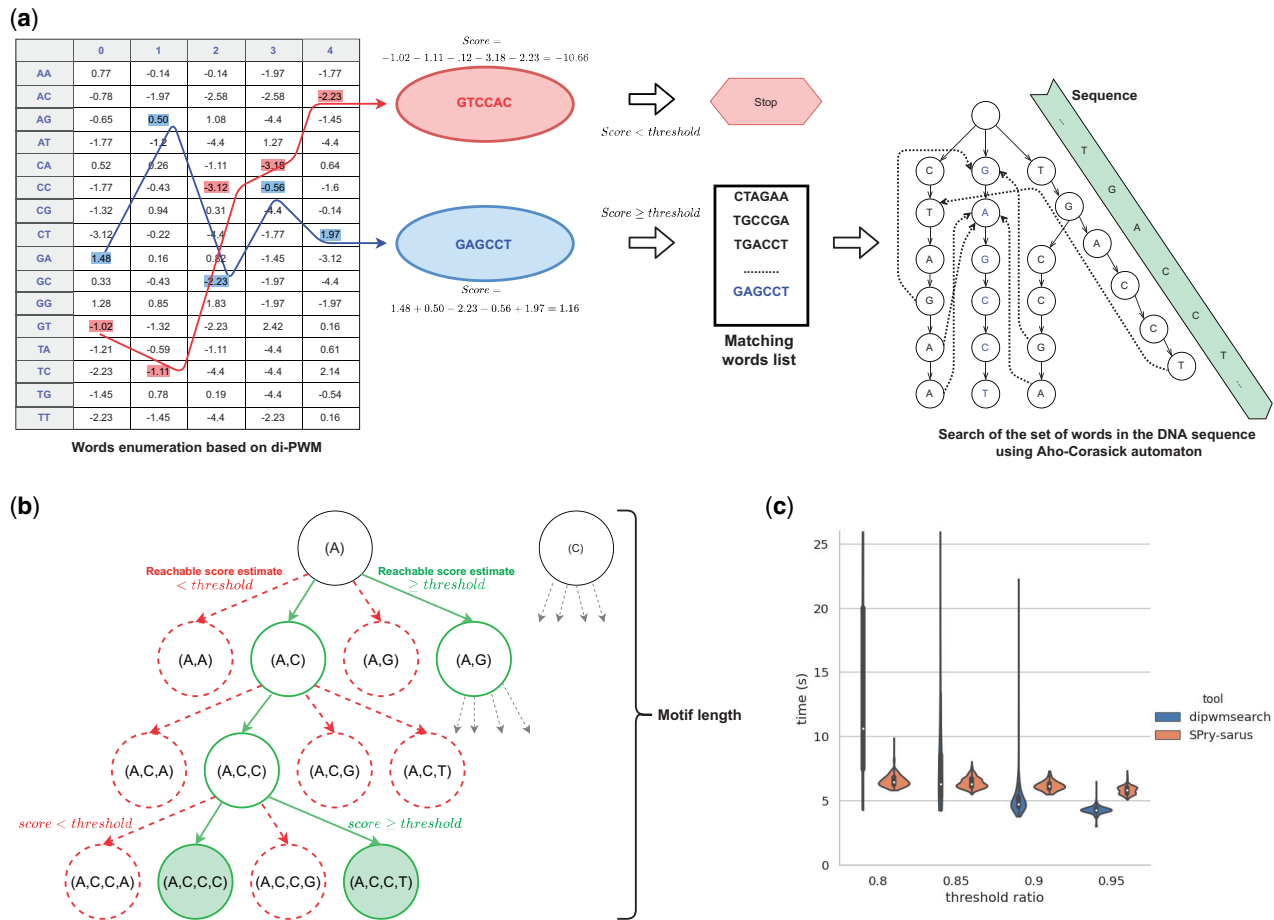 (a)
0 1 2 3 4
AA 0.77 -0.14 -0.14 -1.97 -1.77
AC -0.78 -1.97 -2.58 -2.58 -2.23
AG -0.65 0.50 1.08 -4.4 -1.45
AT -1.77 -1.2 -4.4 1.27 -4.4
CA 0.52 0.26 -1.11 -3.18 0.64
CC -1.77 -0.43 -3.12 -0.56 -1.6
CG -1.32 0.94 0.31 -4.4 -0.14
CT -3.12 -0.22 -4.4 -1.77 1.97
GA 1.48 0.16 0.82 -1.45 -3.12
GC 0.33 -0.43 -2.23 -1.97 -4.4
GG 1.28 0.85 1.83 -1.97 -1.97
GT -1.02 -1.32 -2.23 2.42 0.16
TA -1.21 -0.59 -1.11 -4.4 0.61
TC -2.23 -1.11 -4.4 -4.4 2.14
TG -1.45 0.78 0.19 -4.4 -0.54
TT -2.23 -1.45 -4.4 -2.23 0.16
Words enumeration based on di-PWM
Score =
−1.02 − 1.11 − .12 − 3.18 − 2.23 = −10.66
GTCCAC
Score < threshold
Stop
GAGCCT
Score =
1.48 + 0.50 − 2.23 − 0.56 + 1.97 = 1.16
Score ≥ threshold
CTAGAA
TGCCGA
TGACCT
..........
GAGCCT
Matching
words list
Sequence
... T G A C C T ...
C G T
T A G
A G C A
G C C C
A C G C
A T A T
Search of the set of words in the DNA sequence
using Aho-Corasick automaton
(b)
(A)
(C)
Reachable score estimate
< threshold
Reachable score estimate
≥ threshold
(A,A) (A,C) (A,G) (A,G)
(A,C,A) (A,C,C) (A,C,G) (A,C,T)
score < threshold
score ≥ threshold
(A,C,C,A) (A,C,C,C) (A,C,C,G) (A,C,C,T)
Motif length
(c)
25
20
15
10
5
0
time (s)
0.8 0.85 0.9 0.95
threshold ratio
tool
dipwmsearch
SPry-sarus